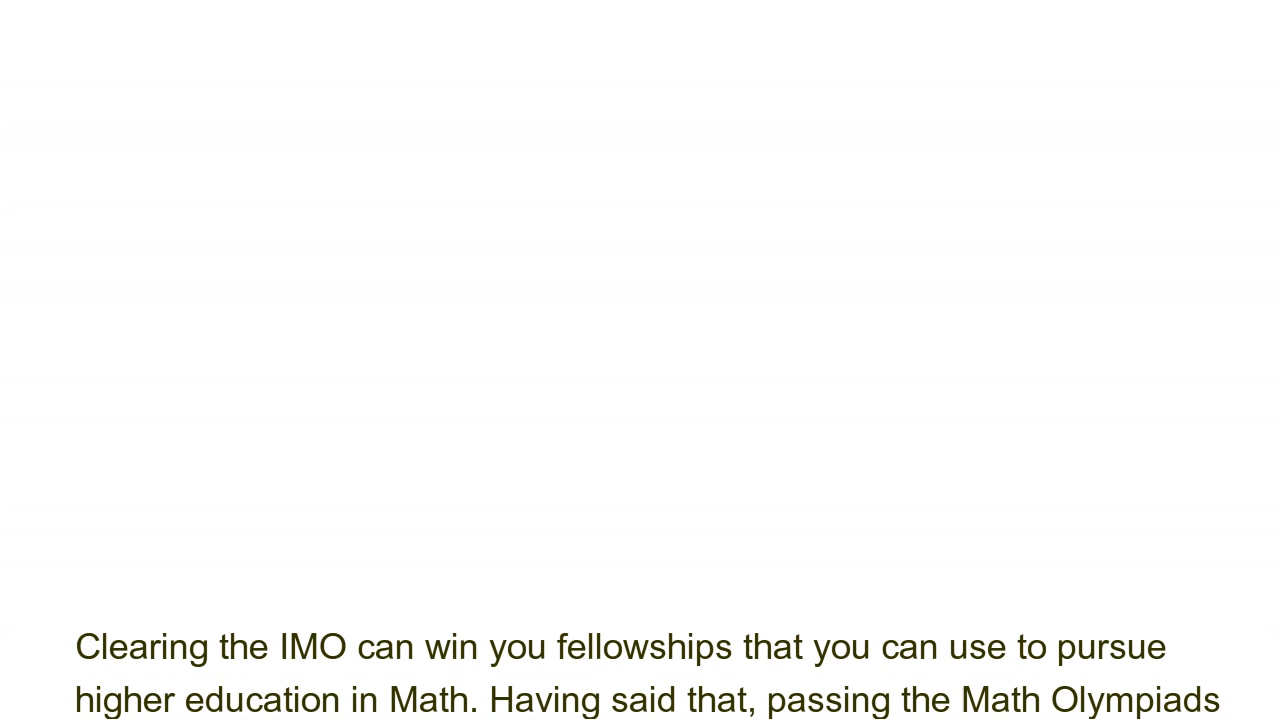 Clearing the IMO can win you fellowships that you can use to pursue
higher education in Math. Having said that, passing the Math Olympiads